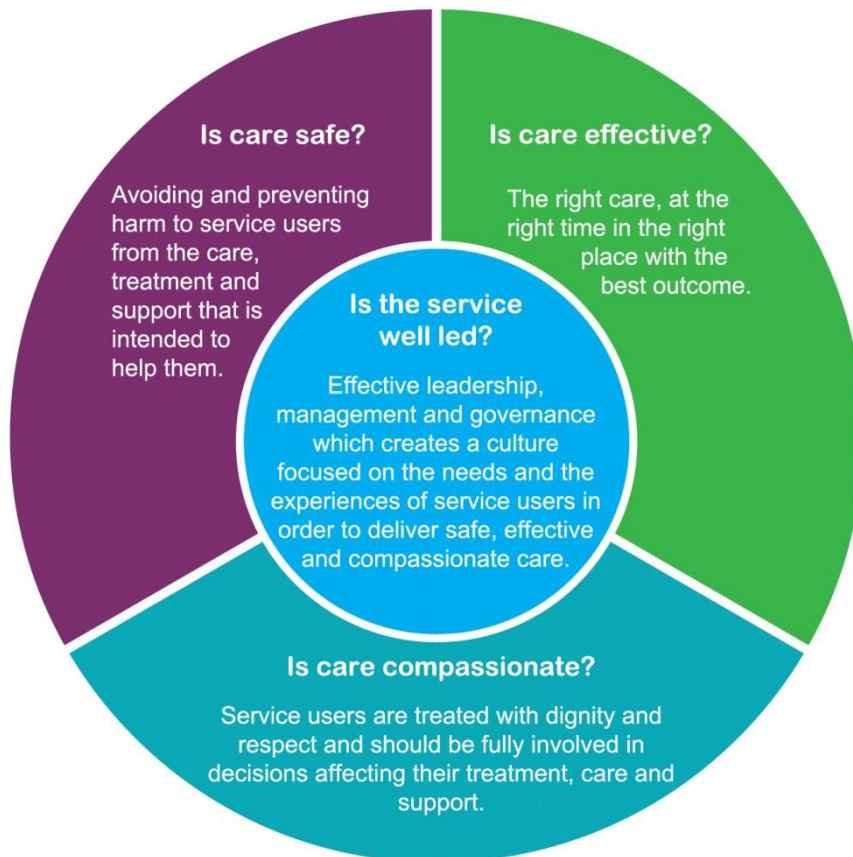 Is care safe?
Avoiding and preventing
harm to service users
from the care,
treatment and
support that is
intended to
help them.
Is care effective?
The right care, at the
right time in the right
place with the
best outcome.
Is the service
well led?
Effective leadership,
management and governance
which creates a culture
focused on the needs and the
experiences of service users in
order to deliver safe, effective
and compassionate care.
Is care compassionate?
Service users are treated with dignity and
respect and should be fully involved in
decisions affecting their treatment, care and
support.